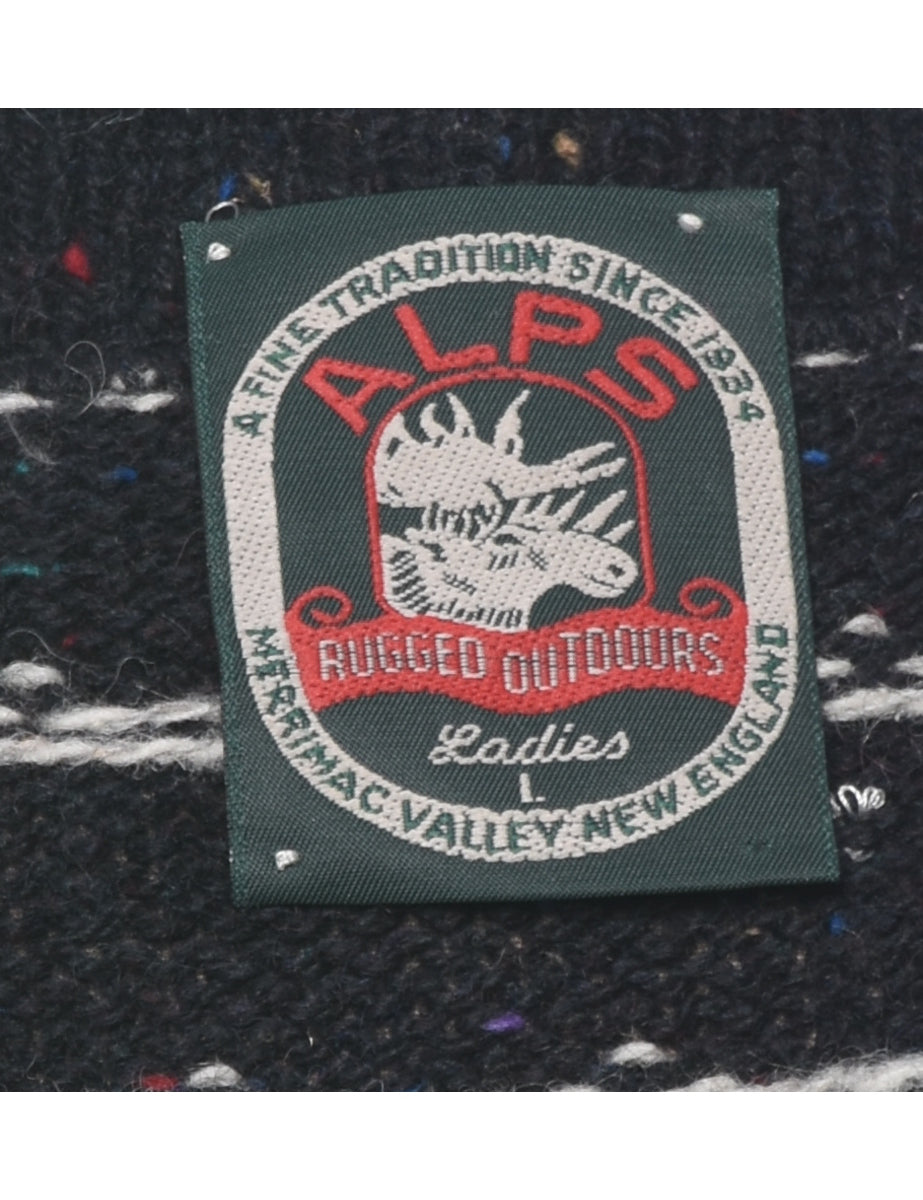 A FINE TRADITION SINCE 1934
ALPS
RUGGED OUTDOORS
Ladies
L.
MERRIMAC VALLEY NEW ENGLAND